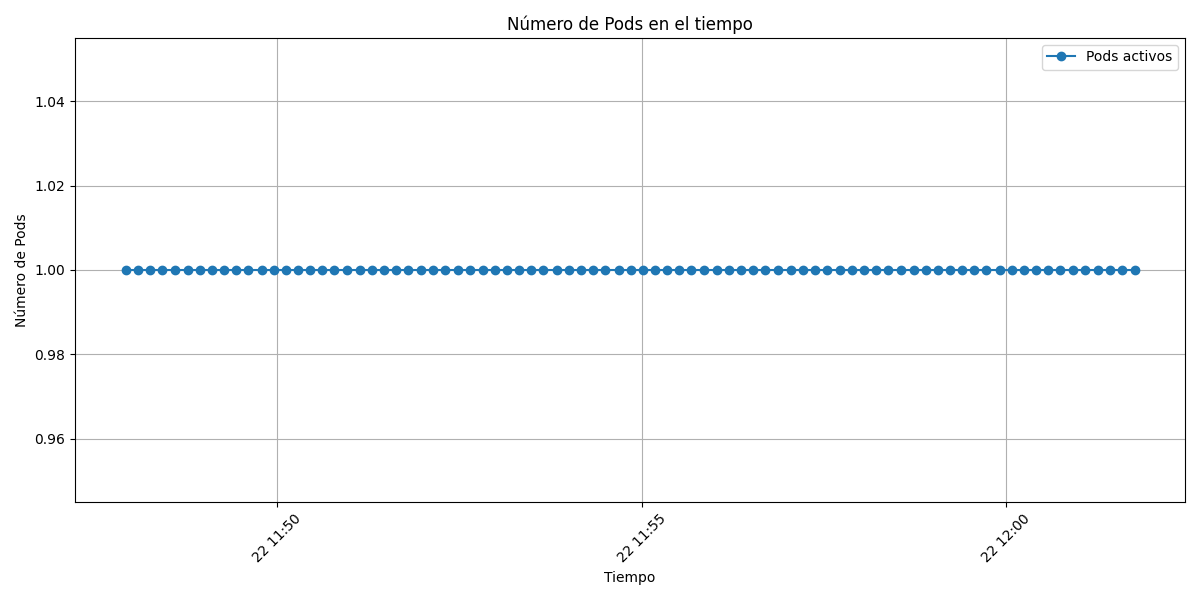 Número de Pods en el tiempo
Pods activos
Número de Pods
1.04
1.02
1.00
0.98
0.96
22 11:50
22 11:55
22 12:00
Tiempo